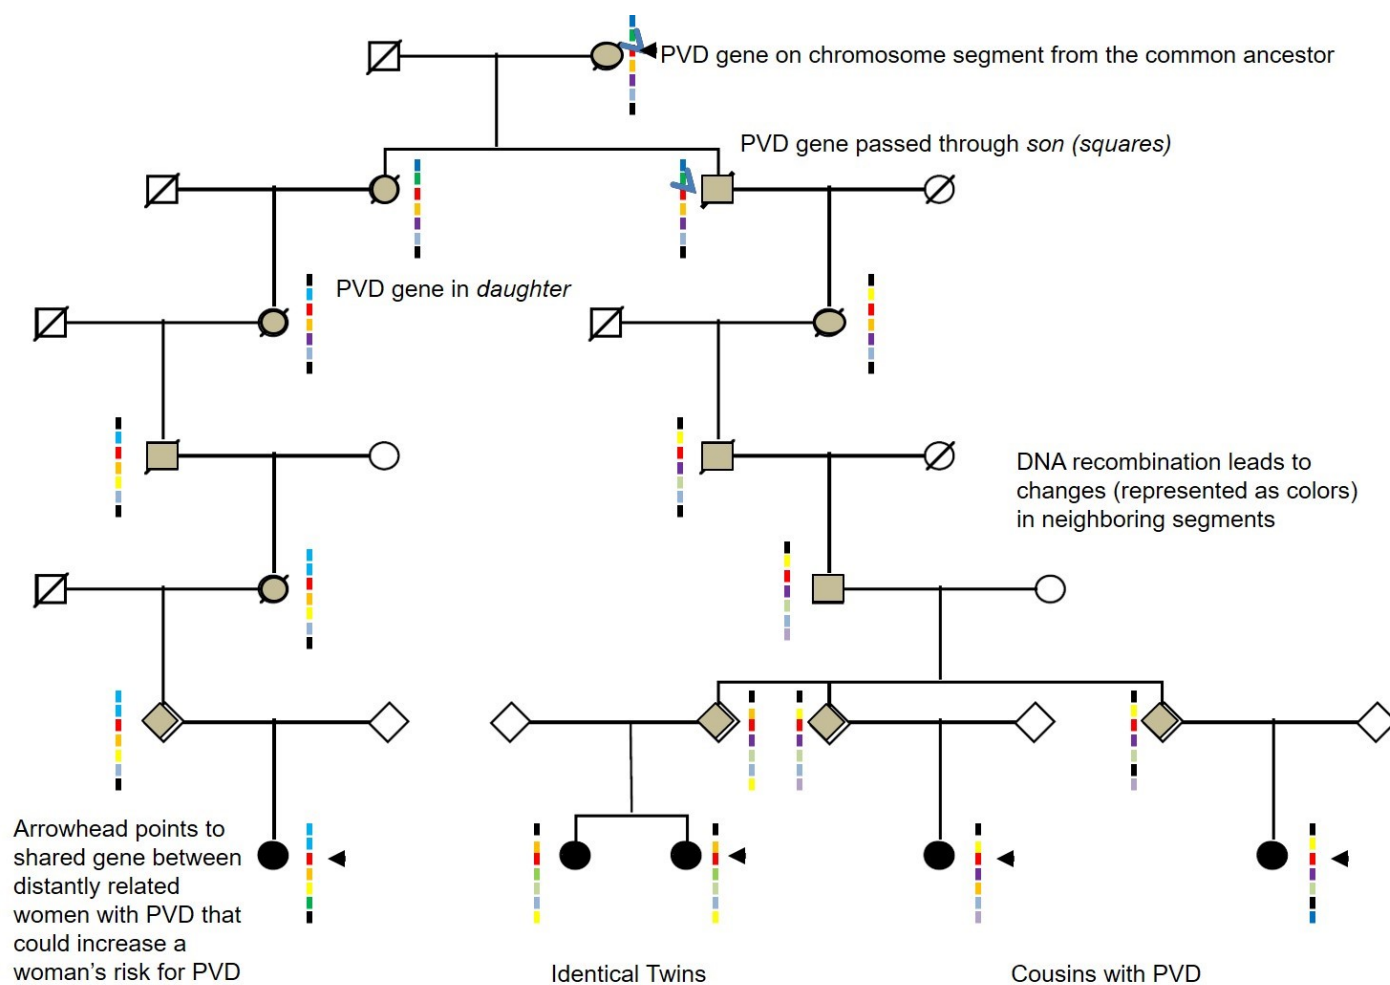 PVD gene on chromosome segment from the common ancestor
PVD gene passed through son (squares)
PVD gene in daughter
DNA recombination leads to
changes (represented as colors)
in neighboring segments
Arrowhead points to
shared gene between
distantly related
women with PVD that
could increase a
woman's risk for PVD
Identical Twins
Cousins with PVD